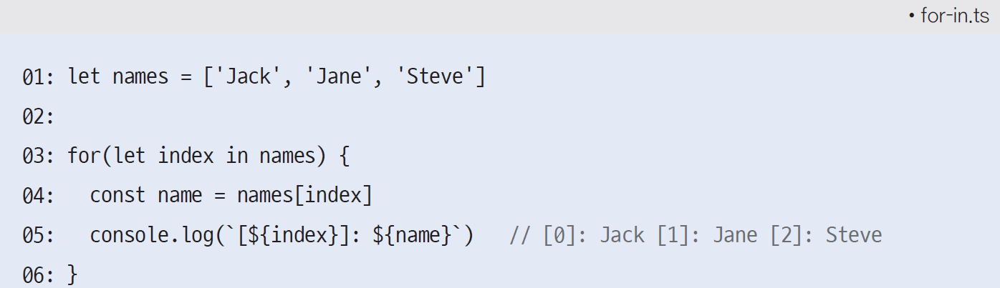 • for-in.ts
01: let names = ['Jack', 'Jane', 'Steve']
02:
03: for(let index in names) {
04:   const name = names[index]
05:   console.log(`[${index}]: ${name}`)   // [0]: Jack [1]: Jane [2]: Steve
06: }